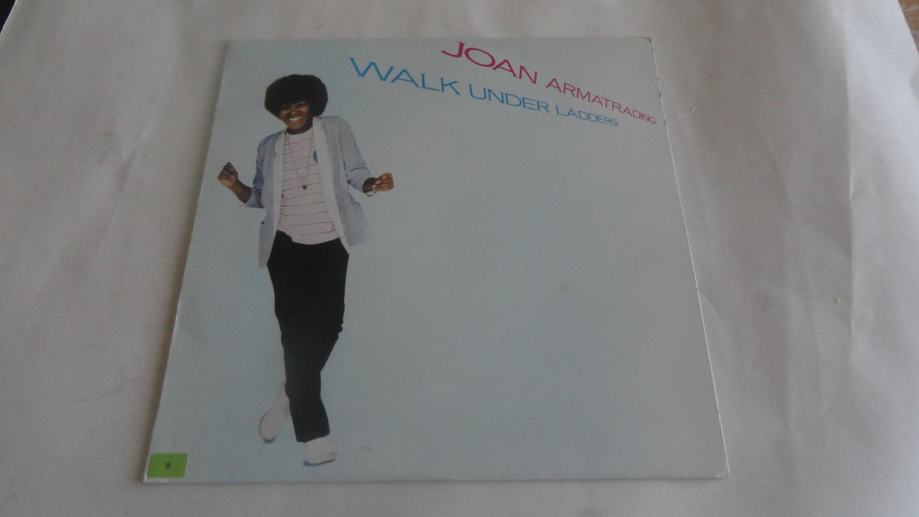 JOAN ARMATRADING
WALK UNDER LADDERS